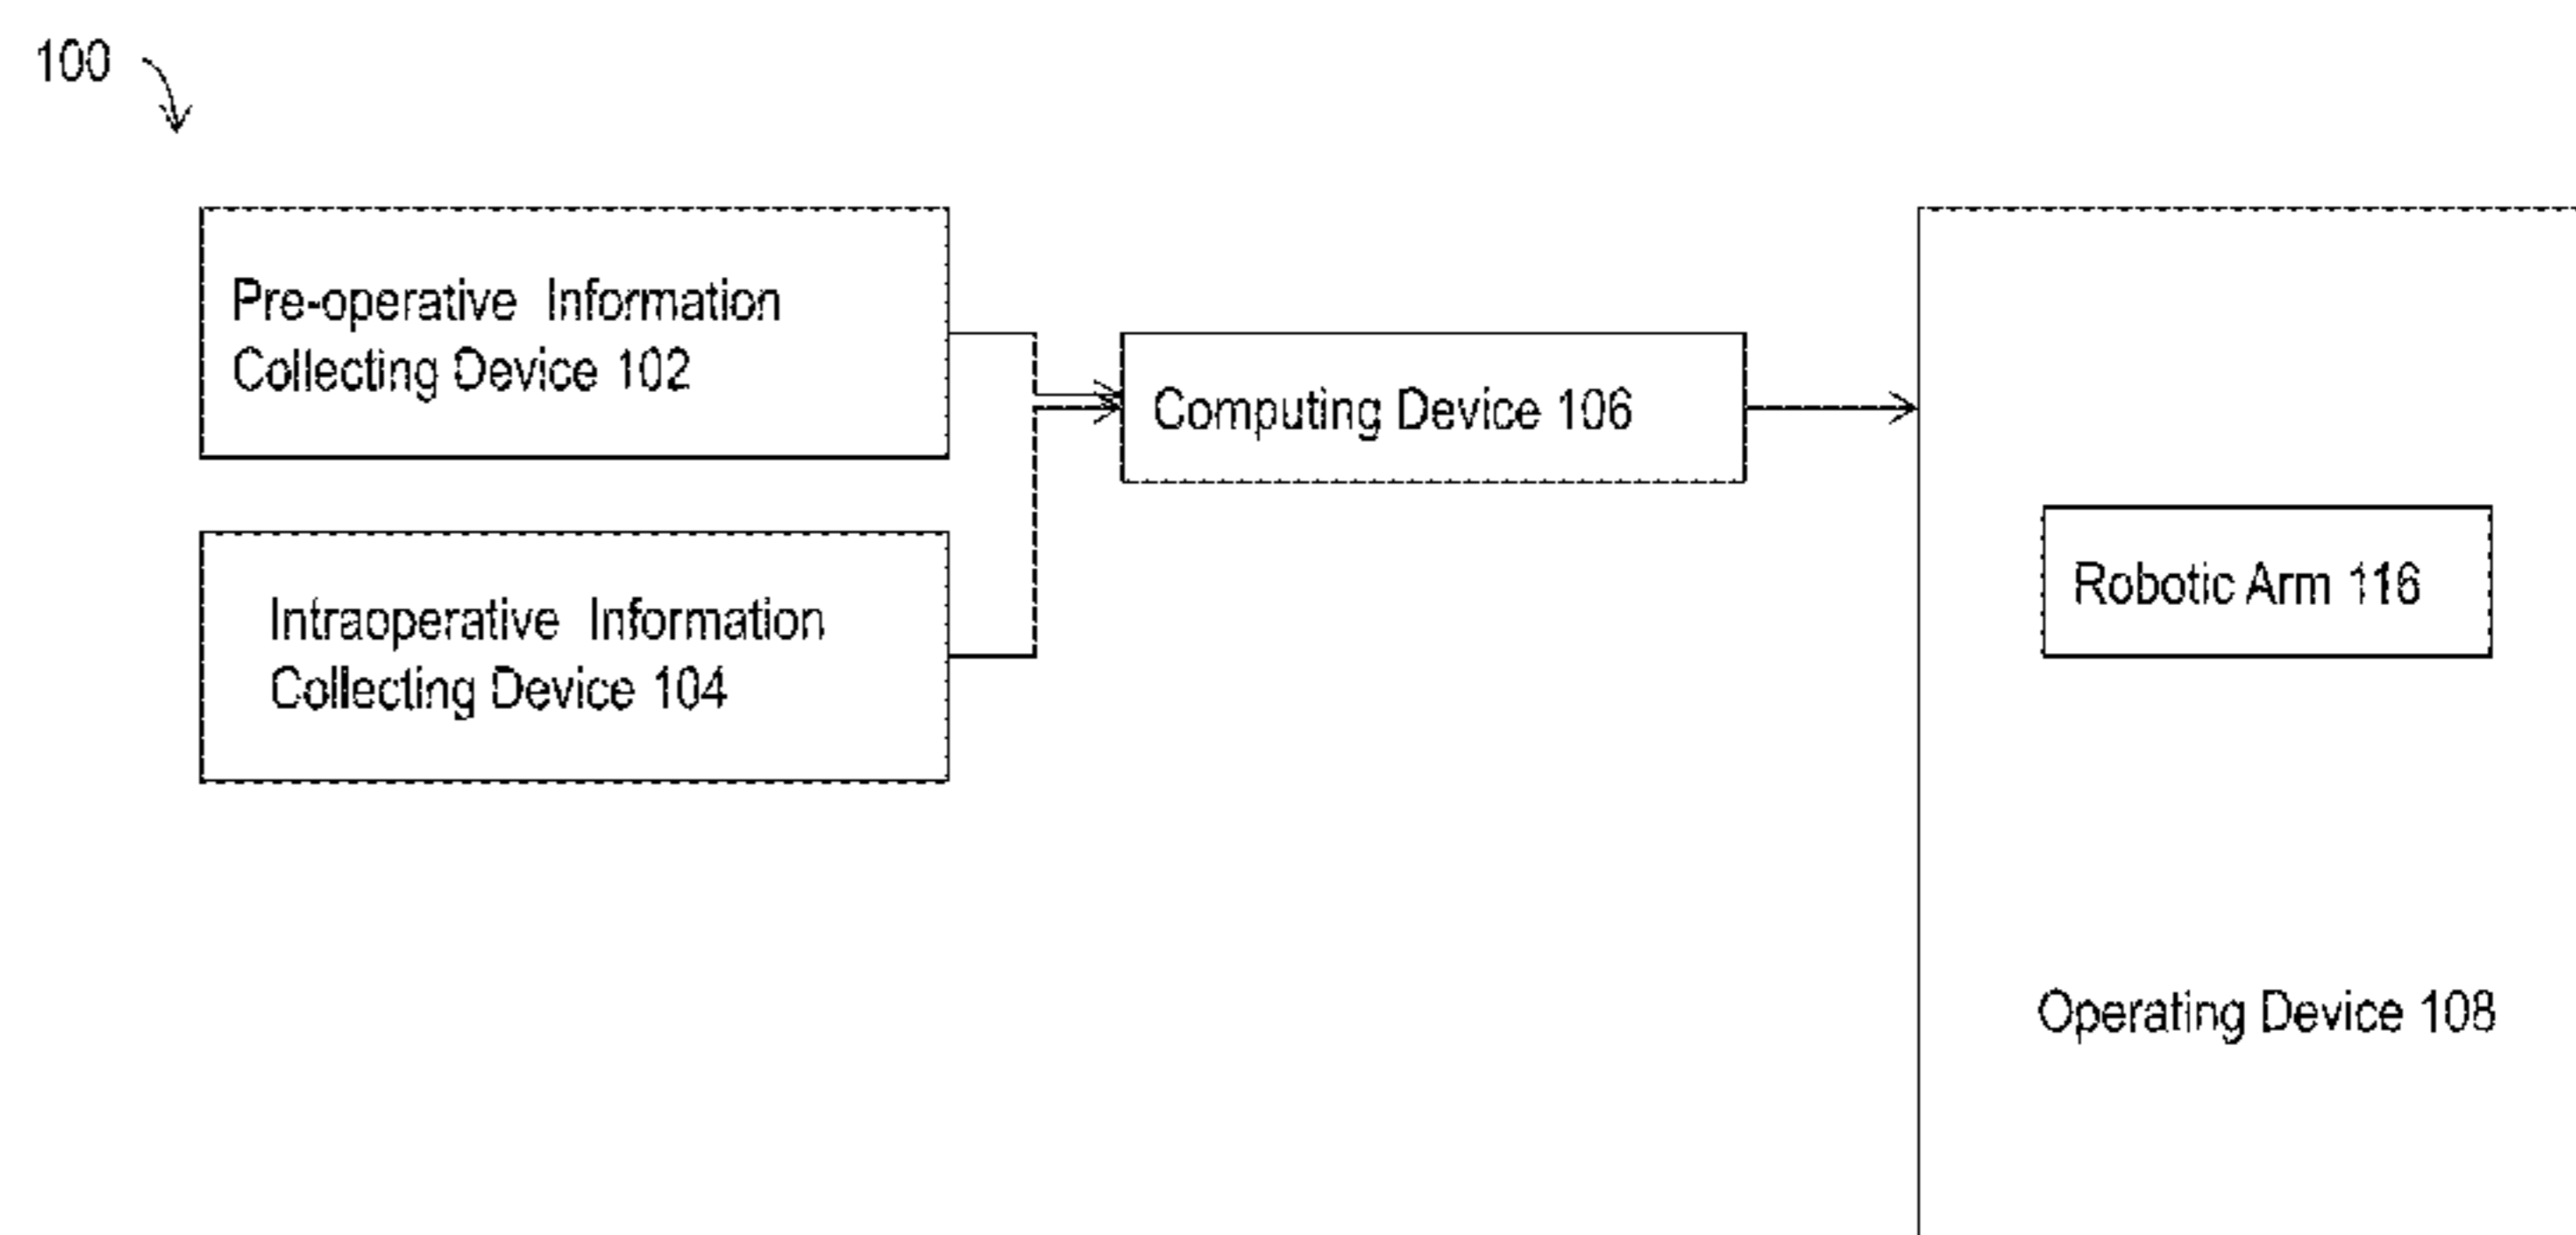 100
Pre-operative Information
Collecting Device 102
Computing Device 106
Intraoperative Information
Collecting Device 104
Robotic Arm 116
Operating Device 108